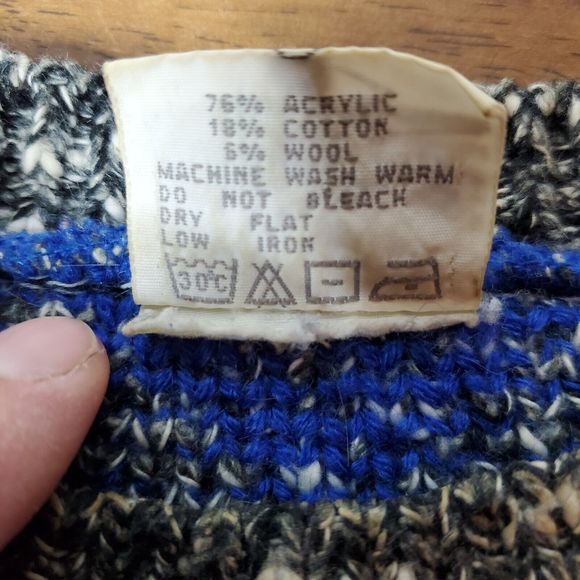 76% ACRYLIC
18% COTTON
6% WOOL
MACHINE WASH WARM
DO NOT BLEACH
DRY FLAT
LOW IRON
30°C